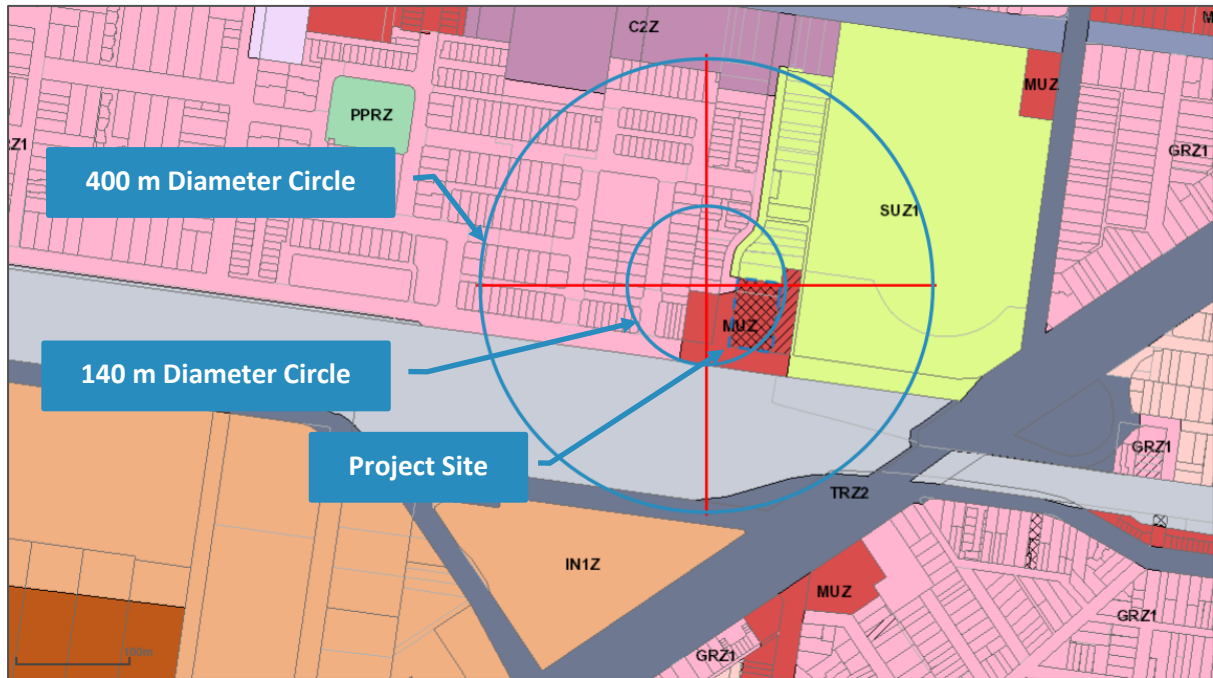 C2Z
MUZ
PPRZ
GRZ1
400 m Diameter Circle
SUZ1
MUZ
140 m Diameter Circle
Project Site
GRZ1
TRZ2
IN1Z
MUZ
GRZ1
GRZ1
100m